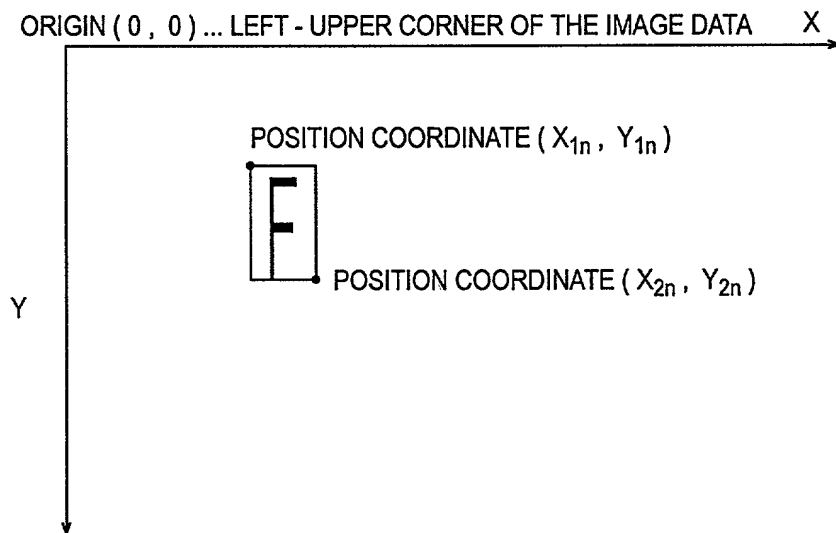 ORIGIN ( 0 , 0 ) ... LEFT - UPPER CORNER OF THE IMAGE DATA X
POSITION COORDINATE ( X1n , Y1n )
F
POSITION COORDINATE ( X2n , Y2n )
Y